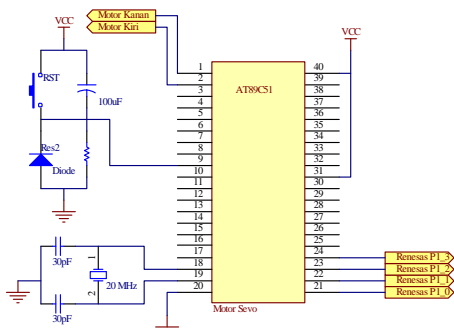 Motor Kanan
Motor Kiri
VCC
VCC
RST
100uF
Res2
Diode
AT89C51
1
2
3
4
5
6
7
8
9
10
11
12
13
14
15
16
17
18
19
20
40
39
38
37
36
35
34
33
32
31
30
29
28
27
26
25
24
23
22
21
Renesas P1_3
Renesas P1_2
Renesas P1_1
Renesas P1_0
30pF
1
2
20 MHz
30pF
Motor Sevo